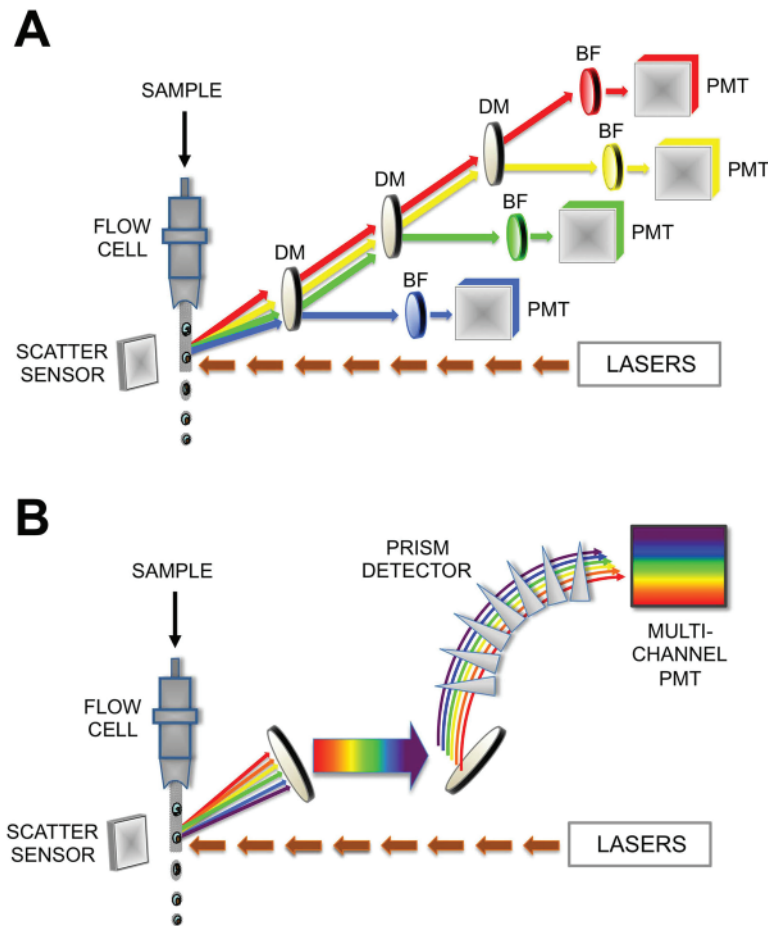 A
SAMPLE
FLOW
CELL
SCATTER
SENSOR
DM
DM
DM
BF
PMT
BF
PMT
BF
PMT
BF
PMT
LASERS
B
SAMPLE
FLOW
CELL
SCATTER
SENSOR
PRISM
DETECTOR
MULTI-
CHANNEL
PMT
LASERS